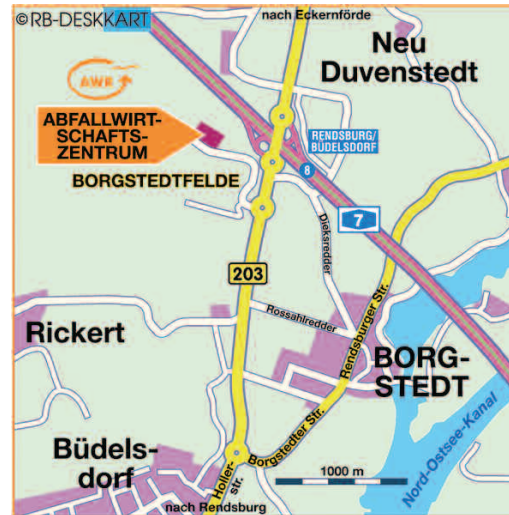 ©RB-DESKKART
nach Eckernförde
Neu
Duvenstedt
AWR
ABFALLWIRT-
SCHAFTS-
ZENTRUM
RENDSBURG/
BÜDELSDORF
8
BORGSTEDTFELDE
7
Dieksredder
203
Rossahlredder
Rendsburger Str.
Rickert
BORG-
STEDT
Borgstedter Str.
Büdels-
dorf
Holler-
str.
1000 m
Nord-Ostsee-Kanal
nach Rendsburg